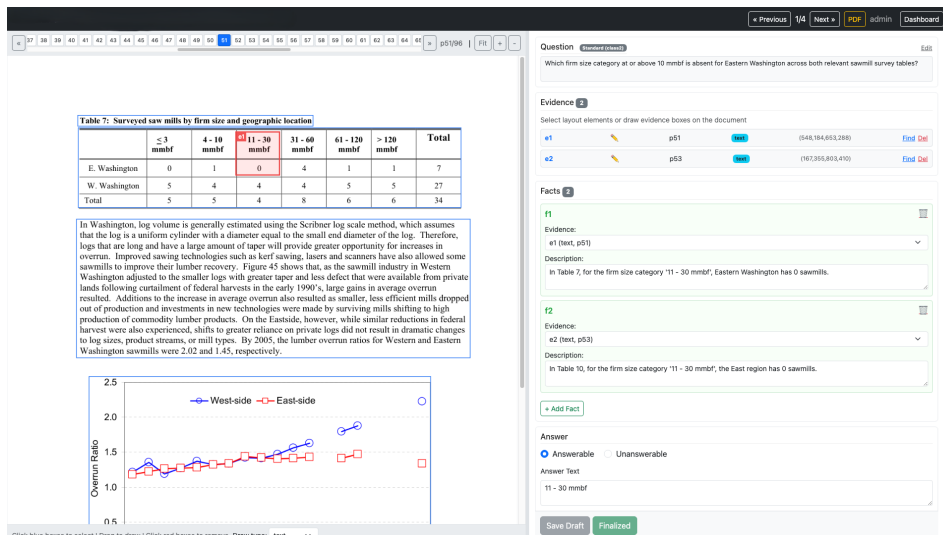 « Previous 1/4 Next » PDF admin Dashboard
« 37 38 39 40 41 42 43 44 45 46 47 48 49 50 51 52 53 54 55 56 57 58 59 60 61 62 63 64 » p51/96 | Fit + -
Table 7: Surveyed saw mills by firm size and geographic location
≤ 3 mmbf 4 - 10 mmbf e1 11 - 30 mmbf 31 - 60 mmbf 61 - 120 mmbf > 120 mmbf Total
E. Washington 0 1 0 4 1 1 7
W. Washington 5 4 4 4 5 5 27
Total 5 5 4 8 6 6 34
In Washington, log volume is generally estimated using the Scribner log scale method, which assumes
that the log is a uniform cylinder with a diameter equal to the small end diameter of the log. Therefore,
logs that are long and have a large amount of taper will provide greater opportunity for increases in
overrun. Improved sawing technologies such as kerf sawing, lasers and scanners have also allowed some
sawmills to improve their lumber recovery. Figure 45 shows that, as the sawmill industry in Western
Washington adjusted to the smaller logs with greater taper and less defect that were available from private
lands following curtailment of federal harvests in the early 1990's, large gains in average overrun
resulted. Additions to the increase in average overrun also resulted as smaller, less efficient mills dropped
out of production and investments in new technologies were made by surviving mills shifting to high
production of commodity lumber products. On the Eastside, however, while similar reductions in federal
harvest were also experienced, shifts to greater reliance on private logs did not result in dramatic changes
to log sizes, product streams, or mill types. By 2005, the lumber overrun ratios for Western and Eastern
Washington sawmills were 2.02 and 1.45, respectively.
2.5
West-side East-side
2.0
1.5
1.0
0.5
Overrun Ratio
Question Standard (class2) Edit
Which firm size category at or above 10 mmbf is absent for Eastern Washington across both relevant sawmill survey tables?
Evidence 2
Select layout elements or draw evidence boxes on the document
e1 p51 text (548,184,653,288) Find Del
e2 p53 text (167,355,803,410) Find Del
Facts 2
f1
Evidence:
e1 (text, p51)
Description:
In Table 7, for the firm size category '11 - 30 mmbf', Eastern Washington has 0 sawmills.
f2
Evidence:
e2 (text, p53)
Description:
In Table 10, for the firm size category '11 - 30 mmbf', the East region has 0 sawmills.
+ Add Fact
Answer
Answerable Unanswerable
Answer Text
11 - 30 mmbf
Save Draft Finalized